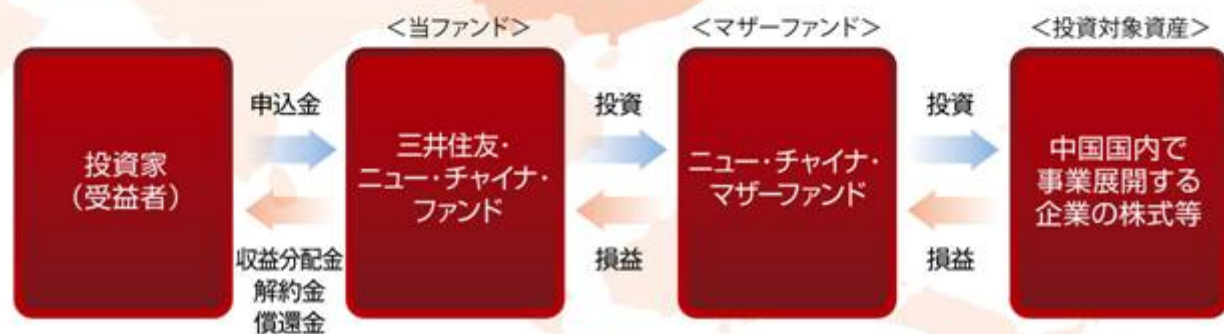 ＜当ファンド＞
＜マザーファンド＞
＜投資対象資産＞
投資家
（受益者）
申込金
収益分配金
解約金
償還金
三井住友・
ニュー・チャイナ・
ファンド
投資
損益
ニュー・チャイナ・
マザーファンド
投資
損益
中国国内で
事業展開する
企業の株式等